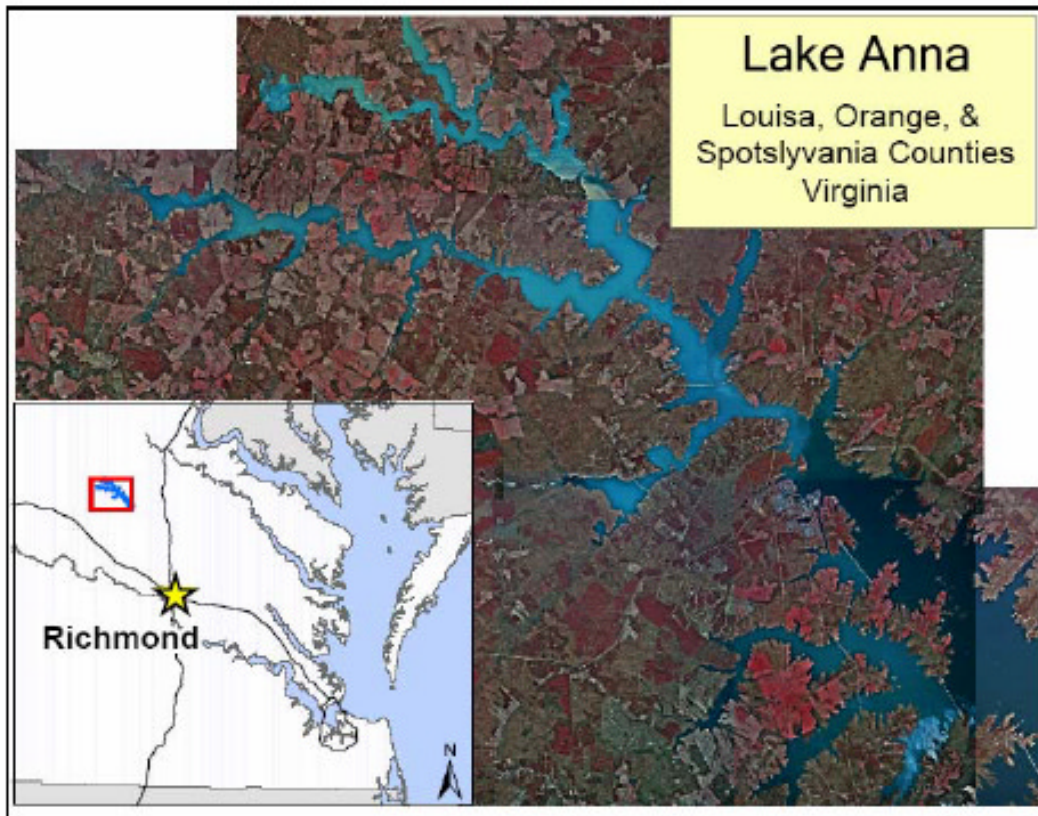 Lake Anna
Louisa, Orange, &
Spotslyvania Counties
Virginia
Richmond
N